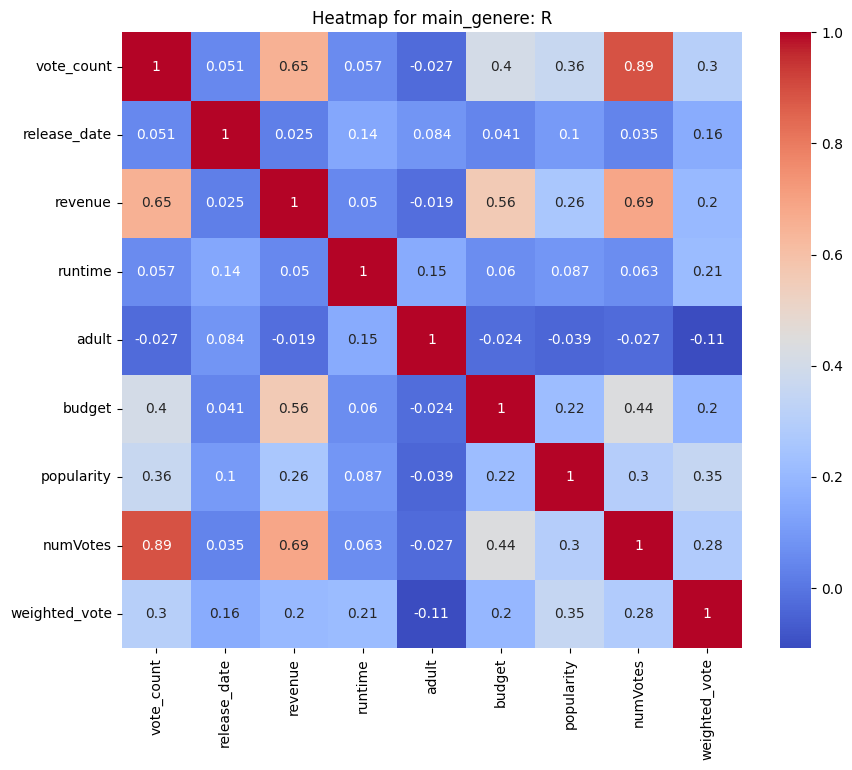 Heatmap for main_genere: R
vote_count 1 0.051 0.65 0.057 -0.027 0.4 0.36 0.89 0.3
release_date 0.051 1 0.025 0.14 0.084 0.041 0.1 0.035 0.16
revenue 0.65 0.025 1 0.05 -0.019 0.56 0.26 0.69 0.2
runtime 0.057 0.14 0.05 1 0.15 0.06 0.087 0.063 0.21
adult -0.027 0.084 -0.019 0.15 1 -0.024 -0.039 -0.027 -0.11
budget 0.4 0.041 0.56 0.06 -0.024 1 0.22 0.44 0.2
popularity 0.36 0.1 0.26 0.087 -0.039 0.22 1 0.3 0.35
numVotes 0.89 0.035 0.69 0.063 -0.027 0.44 0.3 1 0.28
weighted_vote 0.3 0.16 0.2 0.21 -0.11 0.2 0.35 0.28 1
vote_count release_date revenue runtime adult budget popularity numVotes weighted_vote
1.0
0.8
0.6
0.4
0.2
0.0